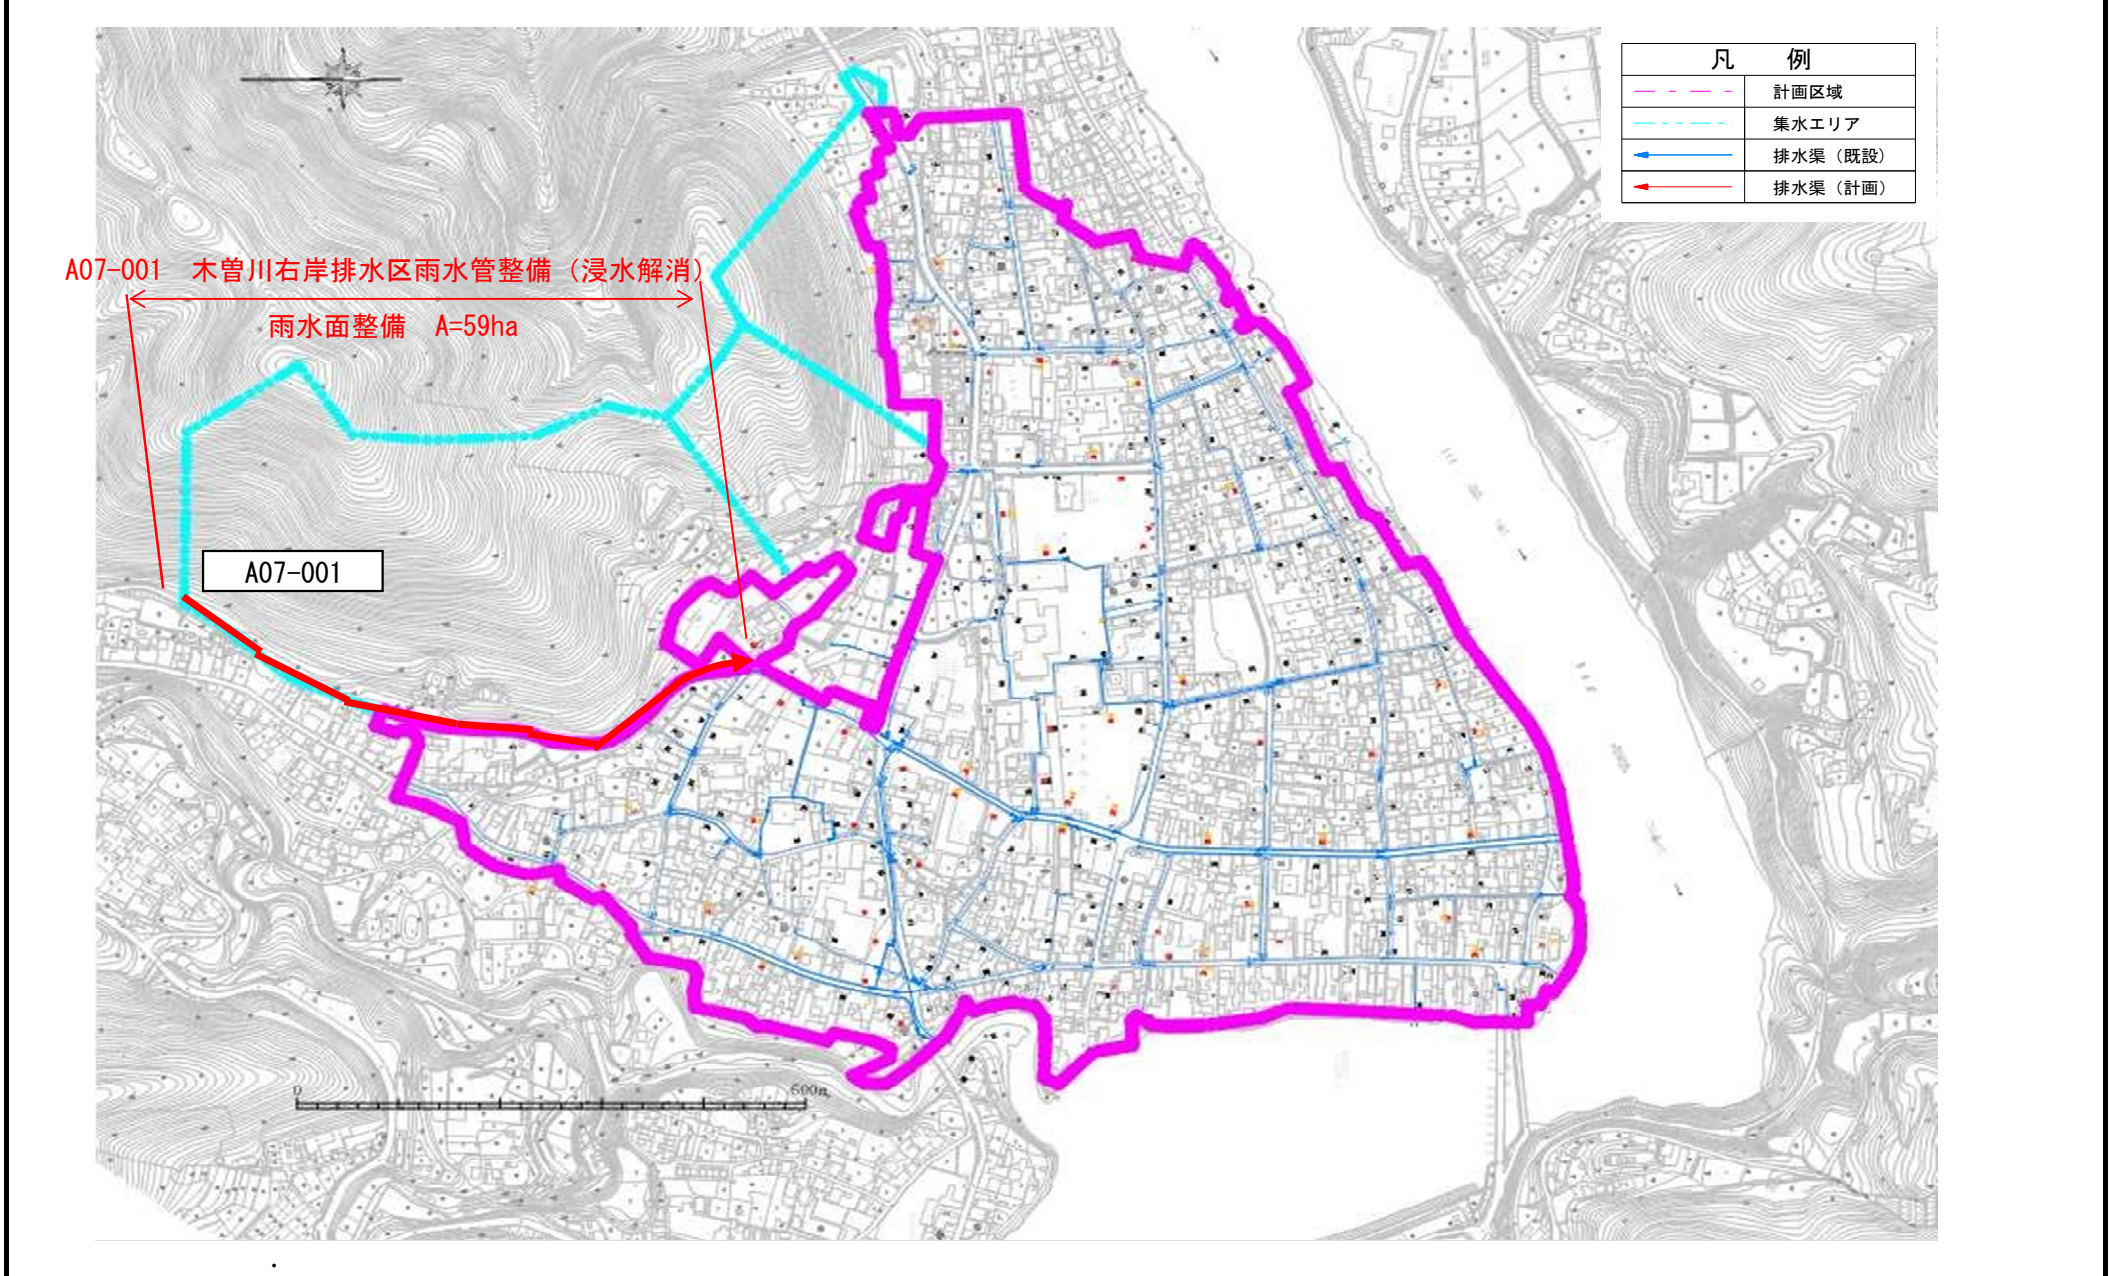 凡　例
計画区域
集水エリア
排水渠（既設）
排水渠（計画）
A07-001　木曽川右岸排水区雨水管整備（浸水解消）
雨水面整備　A=59ha
A07-001
0
600m